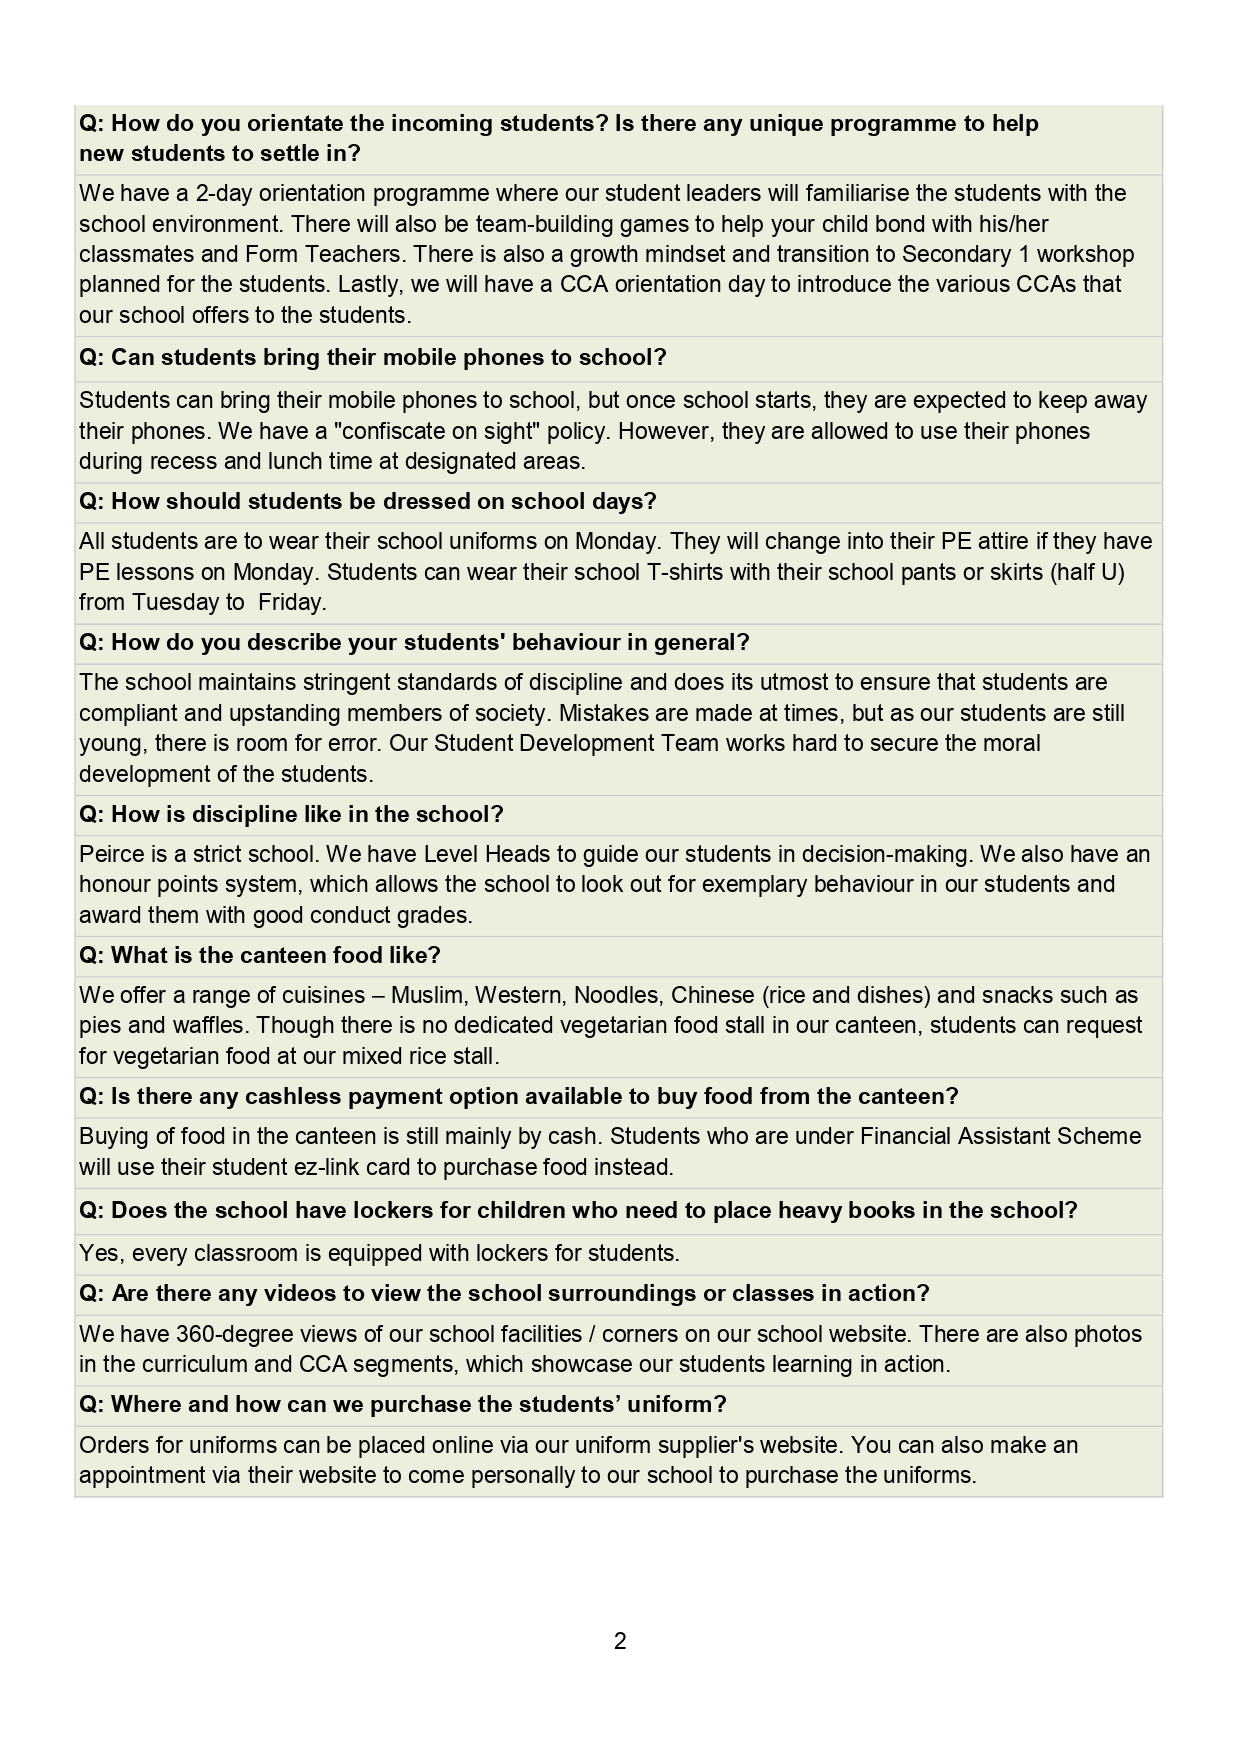 Q: How do you orientate the incoming students? Is there any unique programme to help
new students to settle in?
We have a 2-day orientation programme where our student leaders will familiarise the students with the
school environment. There will also be team-building games to help your child bond with his/her
classmates and Form Teachers. There is also a growth mindset and transition to Secondary 1 workshop
planned for the students. Lastly, we will have a CCA orientation day to introduce the various CCAs that
our school offers to the students.
Q: Can students bring their mobile phones to school?
Students can bring their mobile phones to school, but once school starts, they are expected to keep away
their phones. We have a "confiscate on sight" policy. However, they are allowed to use their phones
during recess and lunch time at designated areas.
Q: How should students be dressed on school days?
All students are to wear their school uniforms on Monday. They will change into their PE attire if they have
PE lessons on Monday. Students can wear their school T-shirts with their school pants or skirts (half U)
from Tuesday to  Friday.
Q: How do you describe your students' behaviour in general?
The school maintains stringent standards of discipline and does its utmost to ensure that students are
compliant and upstanding members of society. Mistakes are made at times, but as our students are still
young, there is room for error. Our Student Development Team works hard to secure the moral
development of the students.
Q: How is discipline like in the school?
Peirce is a strict school. We have Level Heads to guide our students in decision-making. We also have an
honour points system, which allows the school to look out for exemplary behaviour in our students and
award them with good conduct grades.
Q: What is the canteen food like?
We offer a range of cuisines – Muslim, Western, Noodles, Chinese (rice and dishes) and snacks such as
pies and waffles. Though there is no dedicated vegetarian food stall in our canteen, students can request
for vegetarian food at our mixed rice stall.
Q: Is there any cashless payment option available to buy food from the canteen?
Buying of food in the canteen is still mainly by cash. Students who are under Financial Assistant Scheme
will use their student ez-link card to purchase food instead.
Q: Does the school have lockers for children who need to place heavy books in the school?
Yes, every classroom is equipped with lockers for students.
Q: Are there any videos to view the school surroundings or classes in action?
We have 360-degree views of our school facilities / corners on our school website. There are also photos
in the curriculum and CCA segments, which showcase our students learning in action.
Q: Where and how can we purchase the students’ uniform?
Orders for uniforms can be placed online via our uniform supplier's website. You can also make an
appointment via their website to come personally to our school to purchase the uniforms.
2